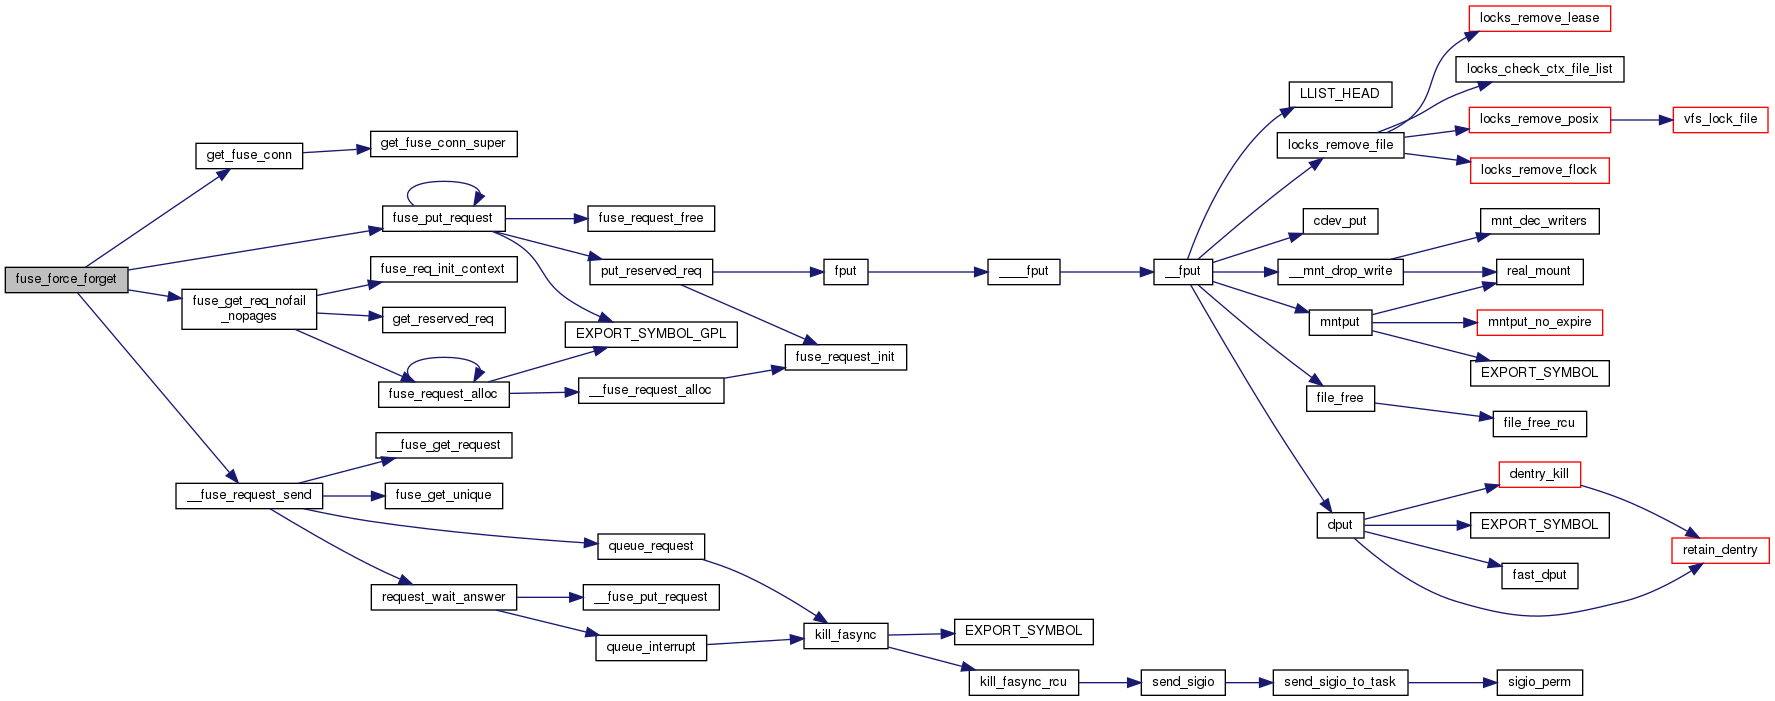 locks_remove_lease
locks_check_ctx_file_list
LLIST_HEAD
locks_remove_posix
vfs_lock_file
get_fuse_conn_super
locks_remove_file
get_fuse_conn
locks_remove_flock
fuse_put_request
fuse_request_free
cdev_put
mnt_dec_writers
fuse_force_forget
fuse_req_init_context
put_reserved_req
fput
____fput
__fput
__mnt_drop_write
real_mount
fuse_get_req_nofail
_nopages
get_reserved_req
mntput
mntput_no_expire
EXPORT_SYMBOL_GPL
fuse_request_init
EXPORT_SYMBOL
fuse_request_alloc
__fuse_request_alloc
file_free
file_free_rcu
__fuse_get_request
dentry_kill
__fuse_request_send
fuse_get_unique
dput
EXPORT_SYMBOL
queue_request
retain_dentry
fast_dput
request_wait_answer
__fuse_put_request
kill_fasync
EXPORT_SYMBOL
queue_interrupt
kill_fasync_rcu
send_sigio
send_sigio_to_task
sigio_perm